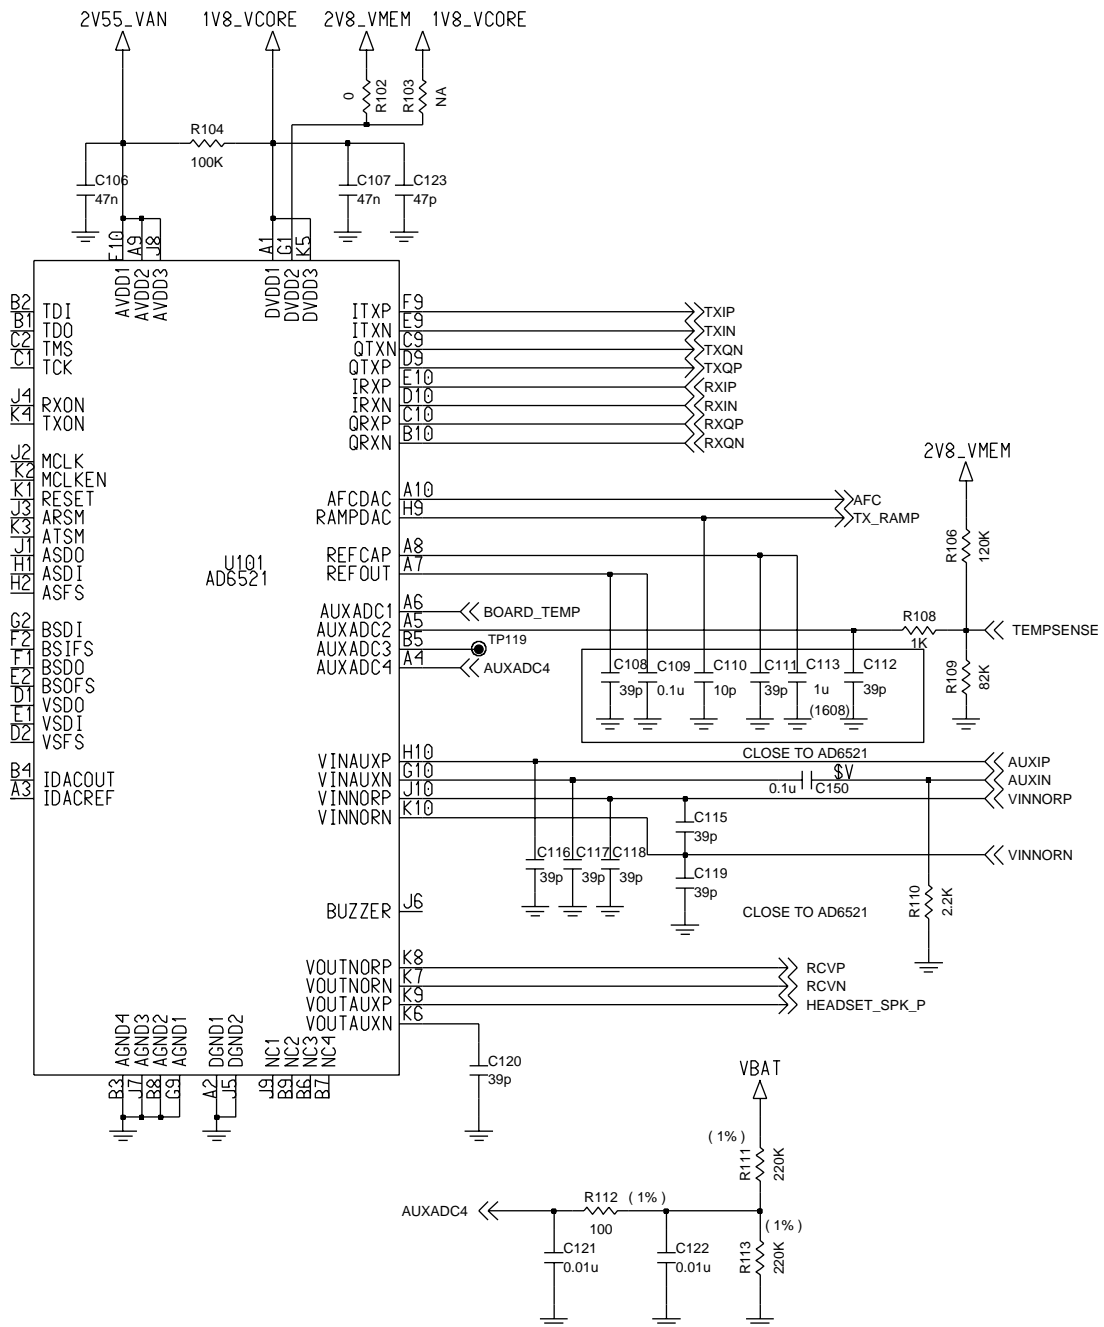 2V55_VAN 1V8_VCORE 2V8_VMEM 1V8_VCORE
0 R102 R103 NA
R104
100K
C106
47n
C107
47n
C123
47p
F10 A9 J8 A1 G1 K5
AVDD1 AVDD2 AVDD3 DVDD1 DVDD2 DVDD3
B2 TDI
B1 TDO
C2 TMS
C1 TCK
J4 RXON
K4 TXON
J2 MCLK
K2 MCLKEN
K1 RESET
J3 ARSM
K3 ATSM
J1 ASDO
H1 ASDI
H2 ASFS
G2 BSDI
F2 BSIFS
F1 BSDO
E2 BSOFS
D1 VSDO
E1 VSDI
D2 VSFS
B4 IDACOUT
A3 IDACREF
U101
AD6521
ITXP F9 TXIP
ITXN E9 TXIN
QTXN C9 TXQN
QTXP D9 TXQP
IRXP E10 RXIP
IRXN D10 RXIN
QRXP C10 RXQP
QRXN B10 RXQN
AFCDAC A10 AFC
RAMPDAC H9 TX_RAMP
REFCAP A8
REFOUT A7
AUXADC1 A6 BOARD_TEMP
AUXADC2 A5
AUXADC3 B5 TP119
AUXADC4 A4 AUXADC4
2V8_VMEM
R106 120K
R108
1K
TEMPSENSE
R109 82K
C108
39p
C109
0.1u
C110
10p
C111
39p
C113
1u
(1608)
C112
39p
CLOSE TO AD6521
VINAUXP H10 AUXIP
VINAUXN G10 AUXIN
VINNORP J10 VINNORP
VINNORN K10
$V
0.1u C150
C115
39p
VINNORN
C116
39p
C117
39p
C118
39p
C119
39p
R110 2.2K
CLOSE TO AD6521
BUZZER J6
VOUTNORP K8 RCVP
VOUTNORN K7 RCVN
VOUTAUXP K9 HEADSET_SPK_P
VOUTAUXN K6
C120
39p
AGND4 AGND3 AGND2 AGND1 DGND1 DGND2 NC1 NC2 NC3 NC4
B3 J7 B8 G9 A2 J5 J9 B9 B6 B7
VBAT
(1%)
R111 220K
AUXADC4
R112 (1%)
100
(1%)
R113 220K
C121
0.01u
C122
0.01u